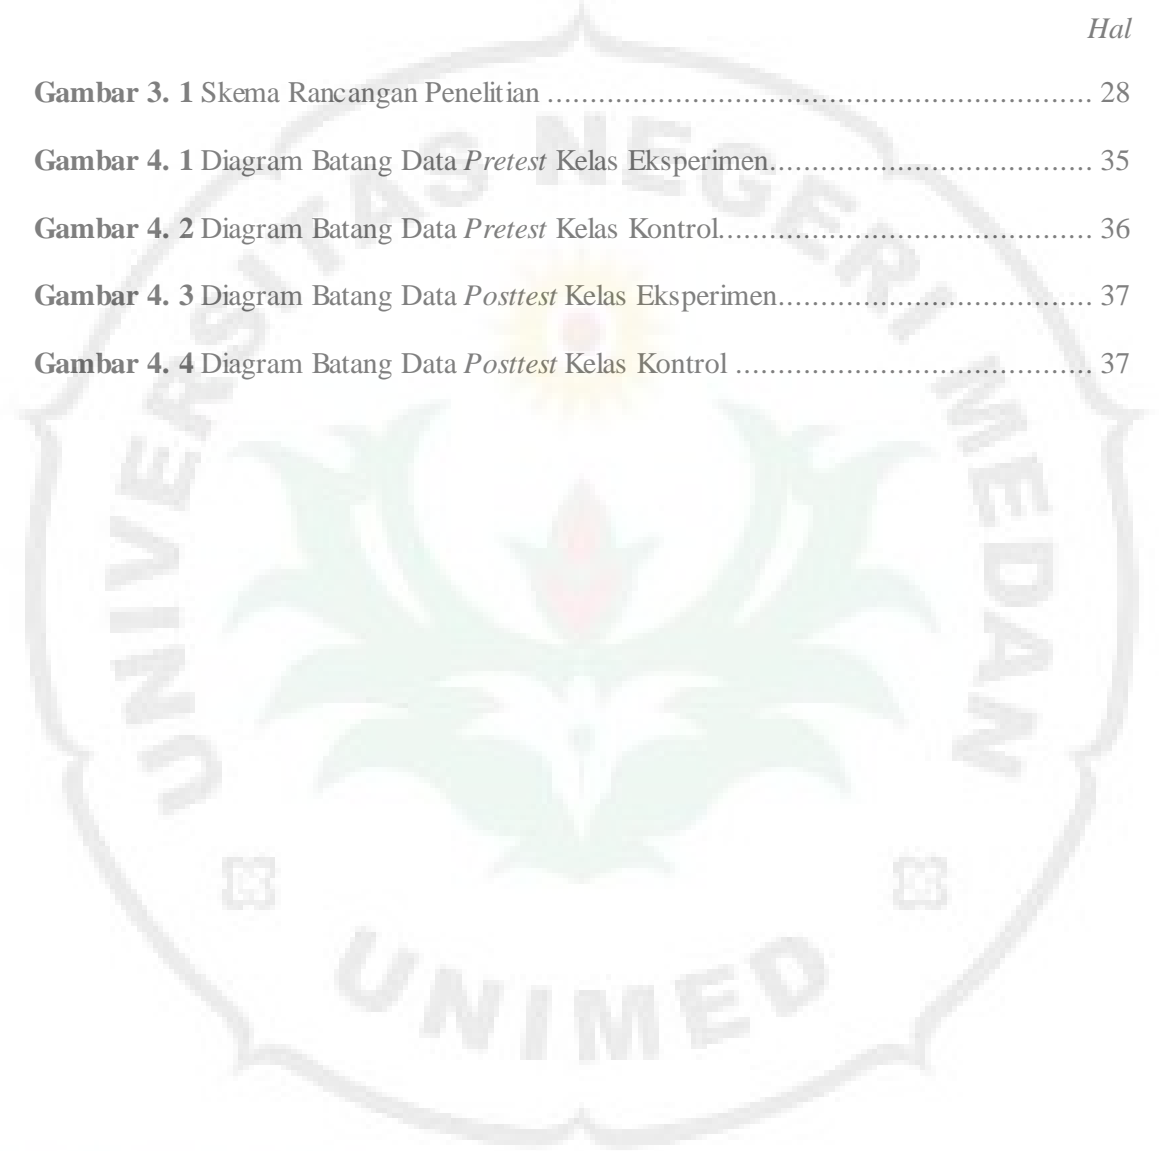 Hal
Gambar 3. 1 Skema Rancangan Penelitian ................................................................ 28
Gambar 4. 1 Diagram Batang Data Pretest Kelas Eksperimen..................................... 35
Gambar 4. 2 Diagram Batang Data Pretest Kelas Kontrol........................................... 36
Gambar 4. 3 Diagram Batang Data Posttest Kelas Eksperimen.................................... 37
Gambar 4. 4 Diagram Batang Data Posttest Kelas Kontrol ......................................... 37
UNIVERSITAS NEGERI MEDAN
UNIMED